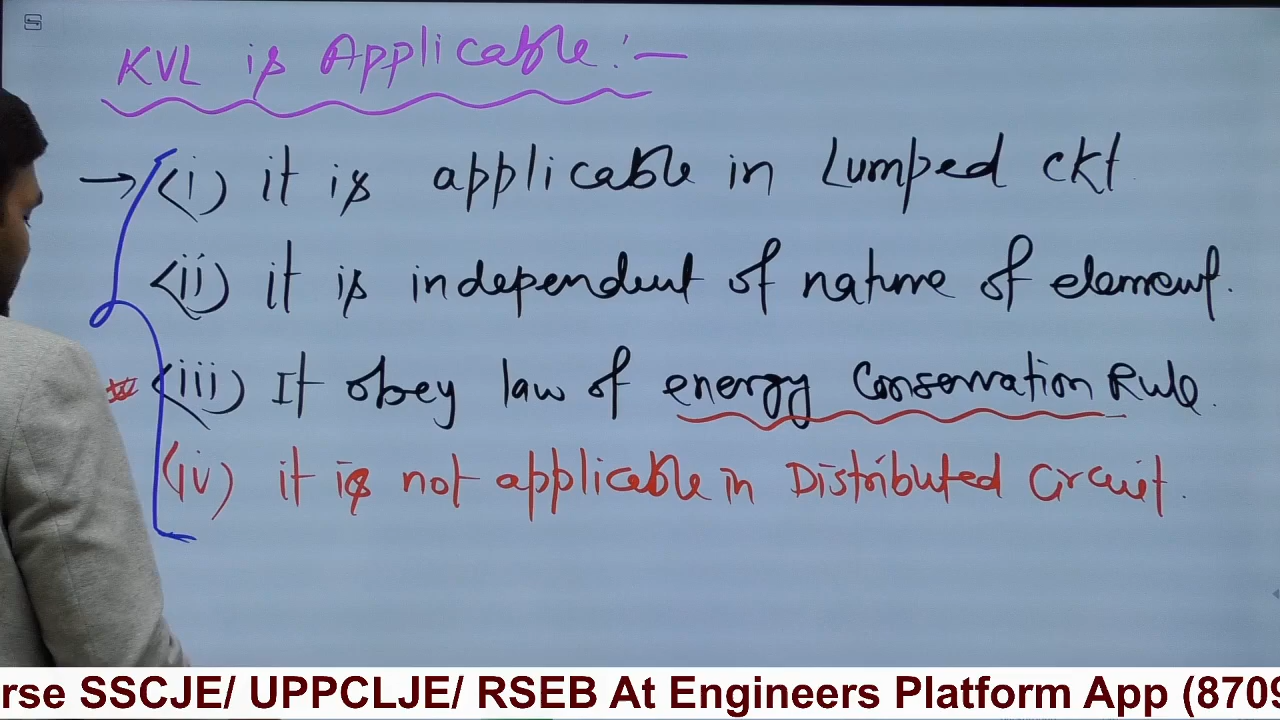 KVL is Applicable:-
(i) it is applicable in Lumped ckt
(ii) it is independent of nature of element.
(iii) It obey law of energy Conservation Rule.
(iv) it is not applicable in Distributed Circuit.
rse SSCJE/ UPPCLJE/ RSEB At Engineers Platform App (8709